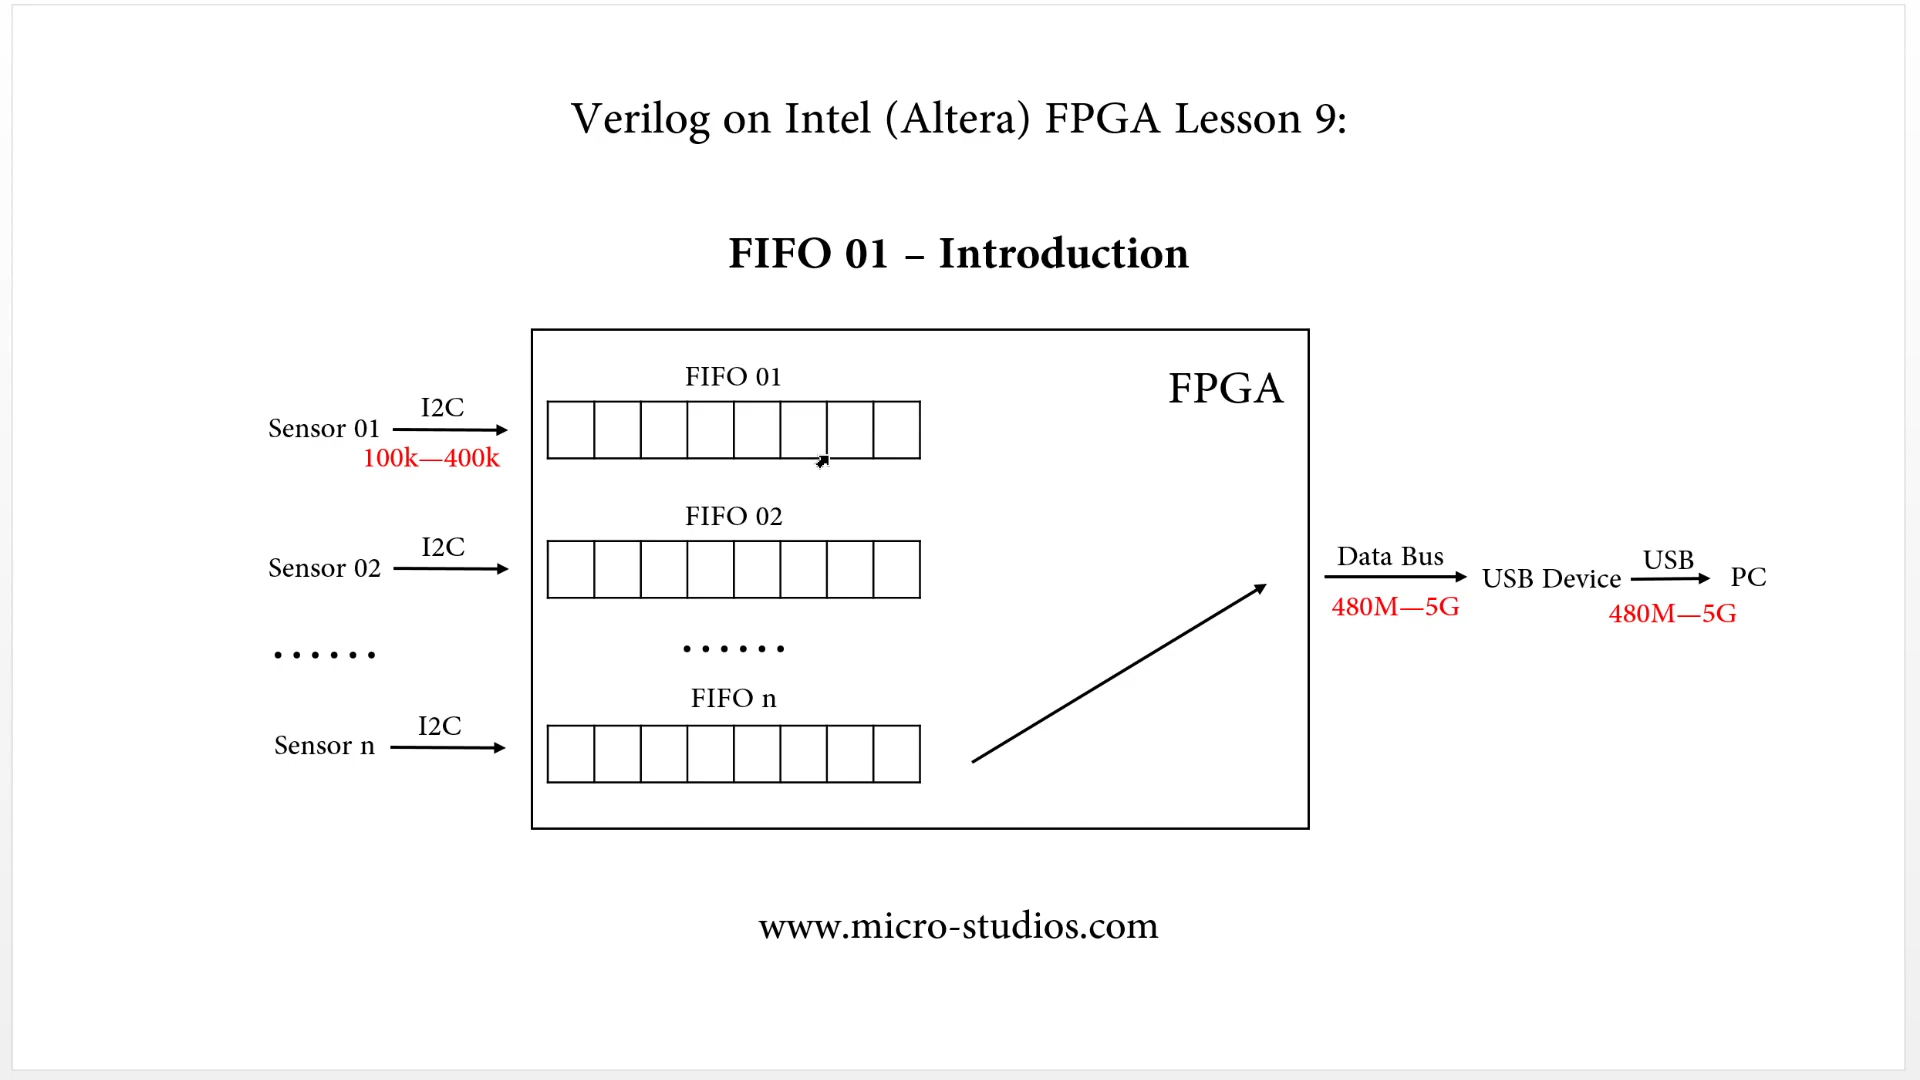 Verilog on Intel (Altera) FPGA Lesson 9:
FIFO 01 – Introduction
FIFO 01
FPGA
I2C
Sensor 01
100k—400k
FIFO 02
I2C
Sensor 02
Data Bus
USB
USB Device
PC
480M—5G
480M—5G
......
......
FIFO n
I2C
Sensor n
www.micro-studios.com